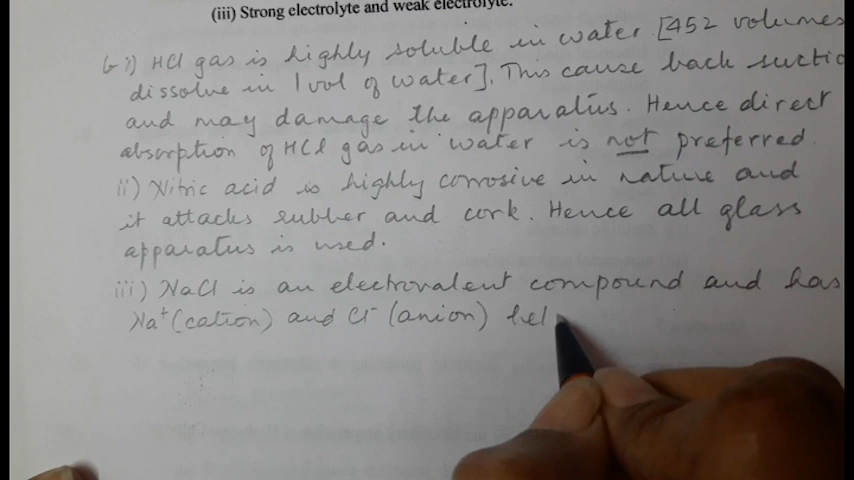 (iii) Strong electrolyte and weak electrolyte.
b i) HCl gas is highly soluble in water [452 volumes
dissolve in 1 vol of water]. This cause back suctio
and may damage the apparatus. Hence direct
absorption of HCl gas in water is not preferred.
ii) Nitric acid is highly corrosive in nature and
it attacks rubber and cork. Hence all glass
apparatus is used.
iii) NaCl is an electrovalent compound and has
Na⁺ (cation) and Cl⁻ (anion) hel